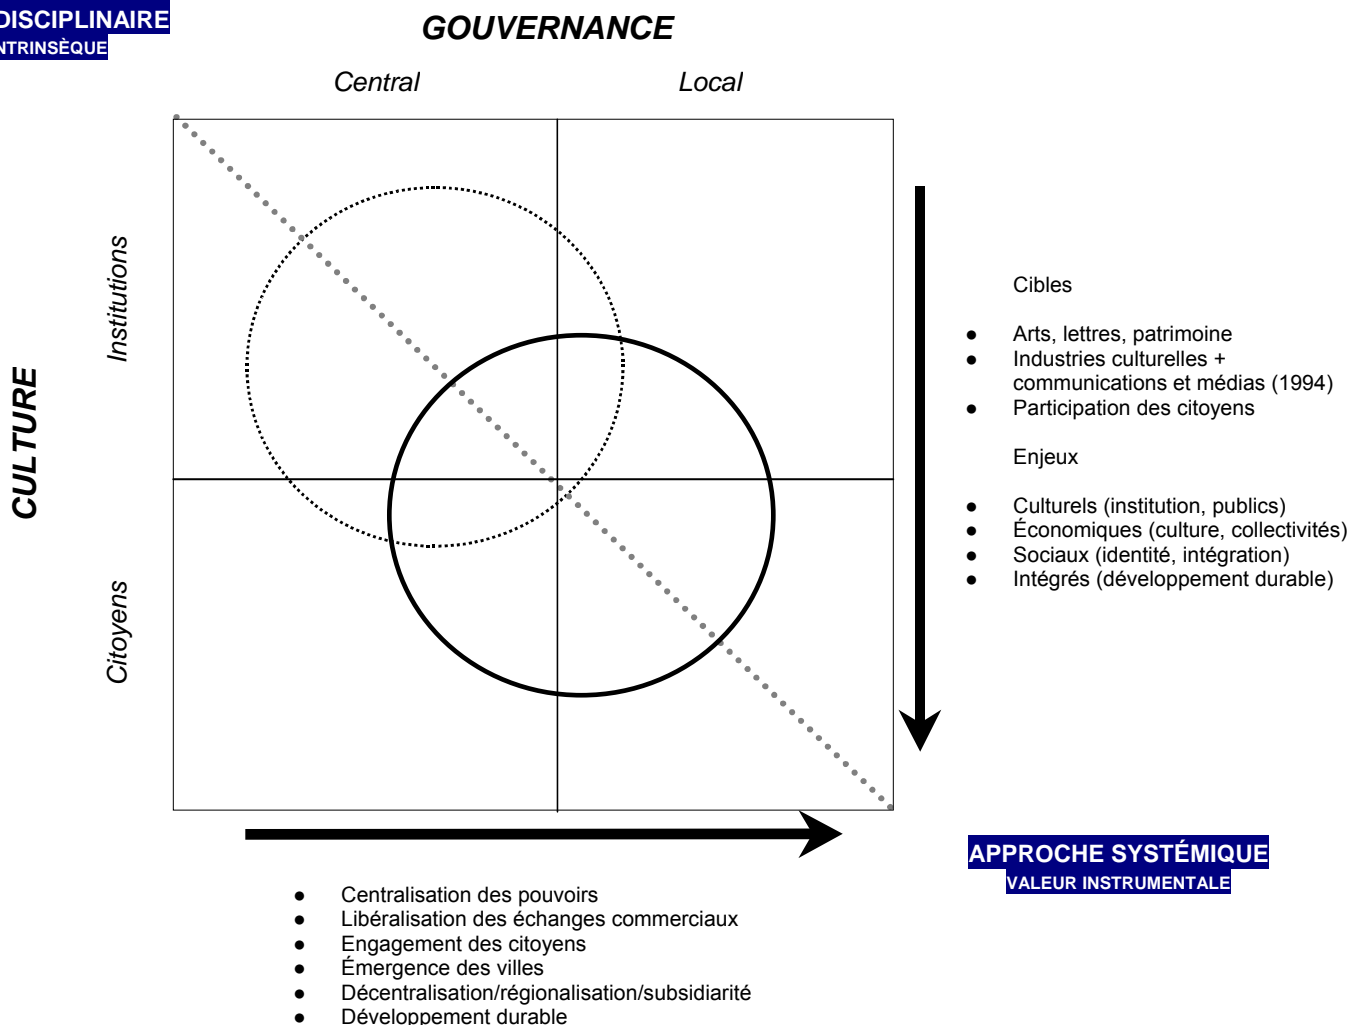 DISCIPLINAIRE
NTRINSÈQUE
GOUVERNANCE
Central
Local
CULTURE
Institutions
Citoyens
Cibles
● Arts, lettres, patrimoine
● Industries culturelles +
communications et médias (1994)
● Participation des citoyens
Enjeux
● Culturels (institution, publics)
● Économiques (culture, collectivités)
● Sociaux (identité, intégration)
● Intégrés (développement durable)
APPROCHE SYSTÉMIQUE
VALEUR INSTRUMENTALE
● Centralisation des pouvoirs
● Libéralisation des échanges commerciaux
● Engagement des citoyens
● Émergence des villes
● Décentralisation/régionalisation/subsidiarité
● Développement durable